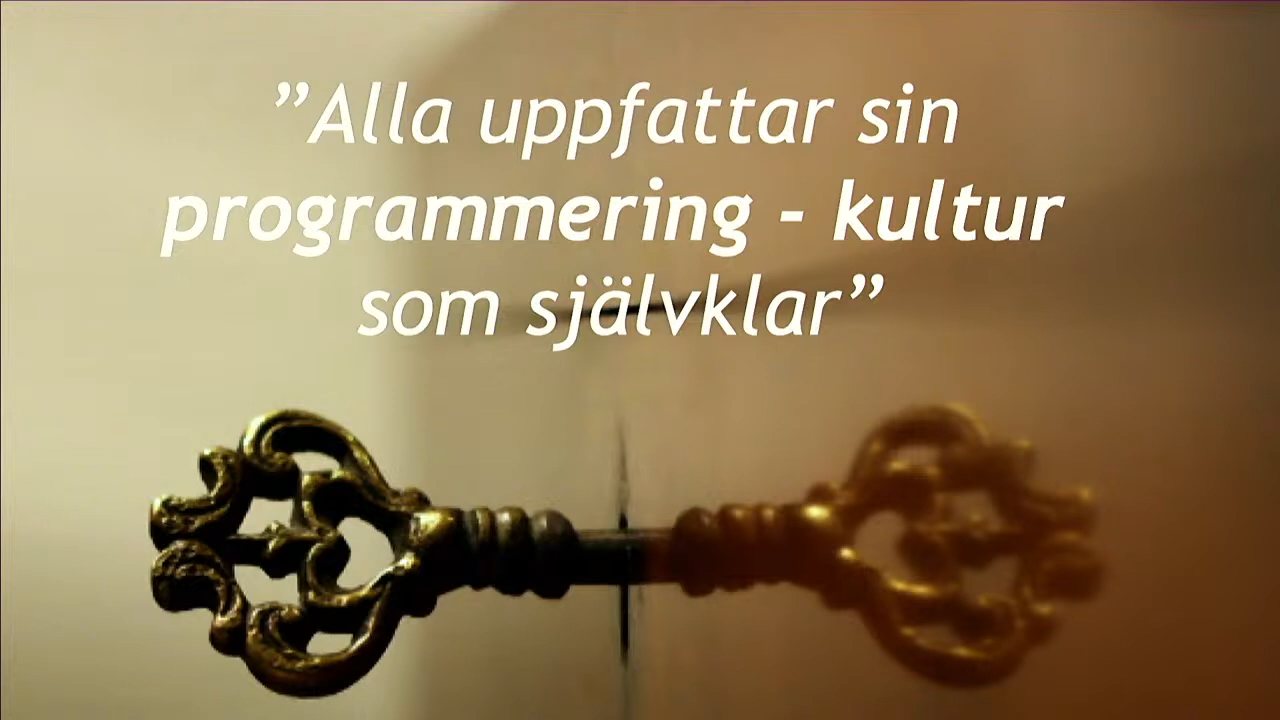 ”Alla uppfattar sin
programmering - kultur
som självklar”